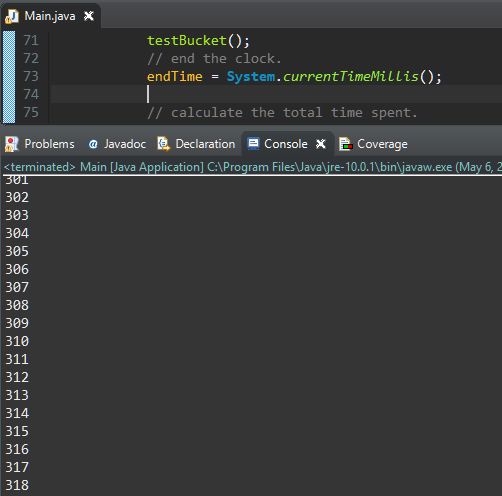 Main.java
71 testBucket();
72 // end the clock.
73 endTime = System.currentTimeMillis();
74
75 // calculate the total time spent.
Problems @ Javadoc Declaration Console Coverage
<terminated> Main [Java Application] C:\Program Files\Java\jre-10.0.1\bin\javaw.exe (May 6, 2
301
302
303
304
305
306
307
308
309
310
311
312
313
314
315
316
317
318